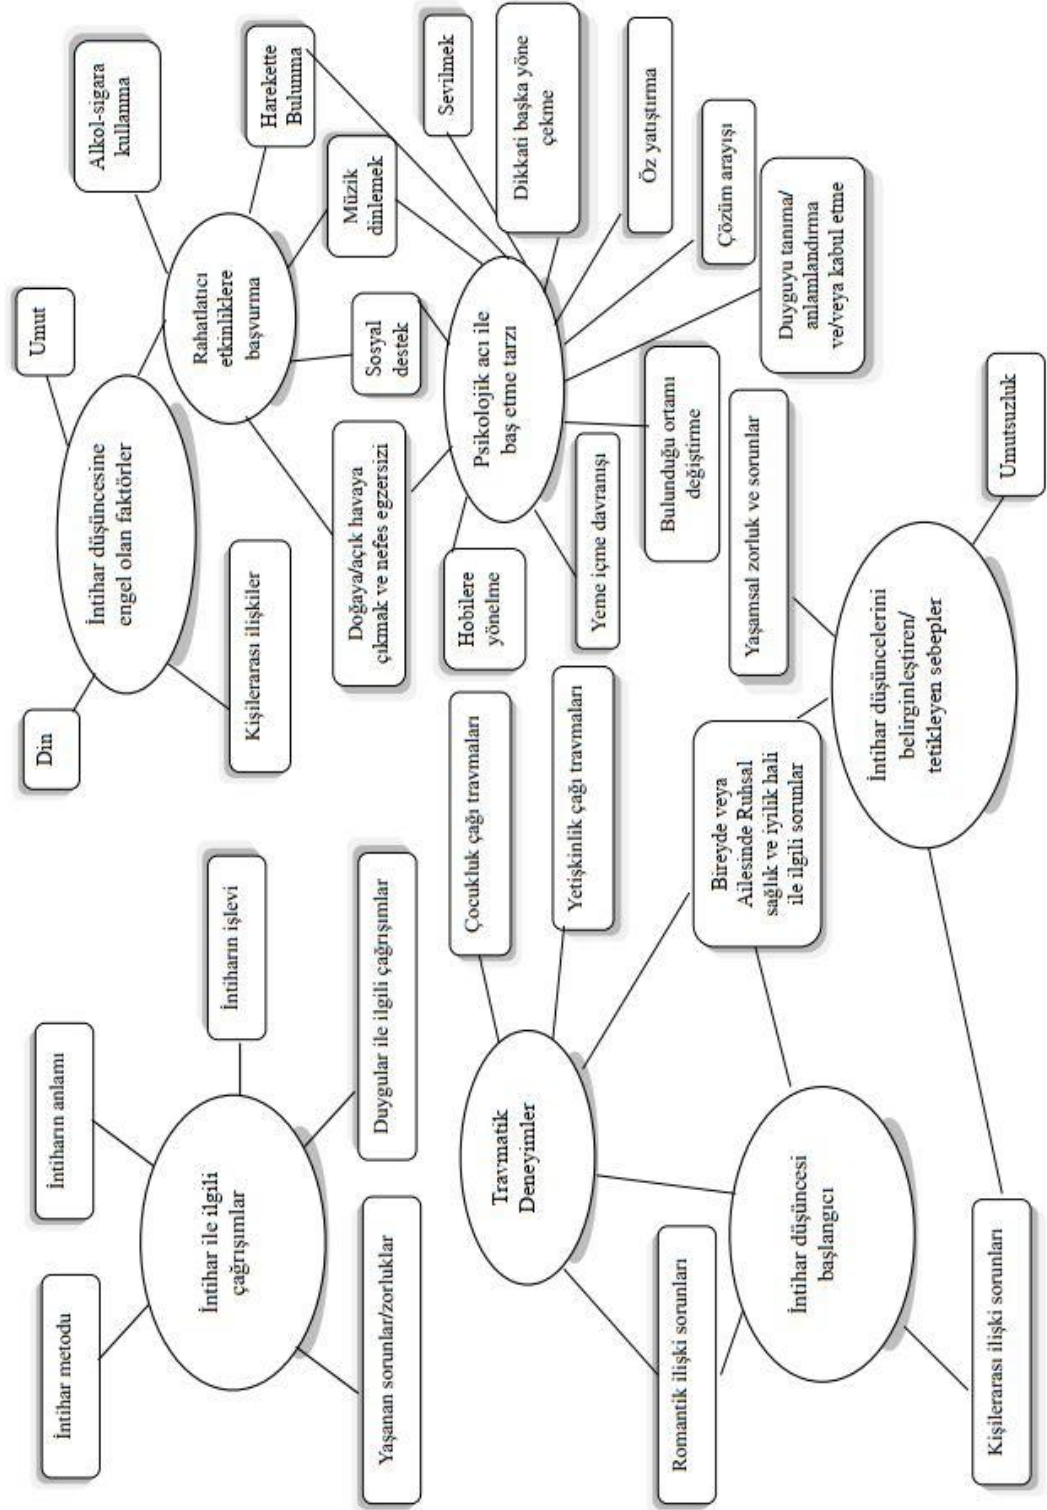 İntihar metodu
İntiharın anlamı
İntihar ile ilgili
çağrışımlar
İntiharın işlevi
Yaşanan sorunlar/zorluklar
Duygular ile ilgili çağrışımlar
Din
Umut
İntihar düşüncesine
engel olan faktörler
Kişilerarası ilişkiler
Alkol-sigara
kullanma
Rahatlatıcı
etkinliklere
başvurma
Harekette
Bulunma
Müzik
dinlemek
Sosyal
destek
Doğaya/açık havaya
çıkmak ve nefes egzersizi
Sevilmek
Psikolojik acı ile
baş etme tarzı
Dikkati başka yöne
çekme
Hobilere
yönelme
Yeme içme davranışı
Bulunduğu ortamı
değiştirme
Öz yatıştırma
Çözüm arayışı
Duyguyu tanıma/
anlamlandırma
ve/veya kabul etme
Travmatik
Deneyimler
Çocukluk çağı travmaları
Yetişkinlik çağı travmaları
Romantik ilişki sorunları
Bireyde veya
Ailesinde Ruhsal
sağlık ve iyilik hali
ile ilgili sorunlar
Yaşamsal zorluk ve sorunlar
İntihar düşüncesi
başlangıcı
İntihar düşüncelerini
belirginleştiren/
tetikleyen sebepler
Umutsuzluk
Kişilerarası ilişki sorunları